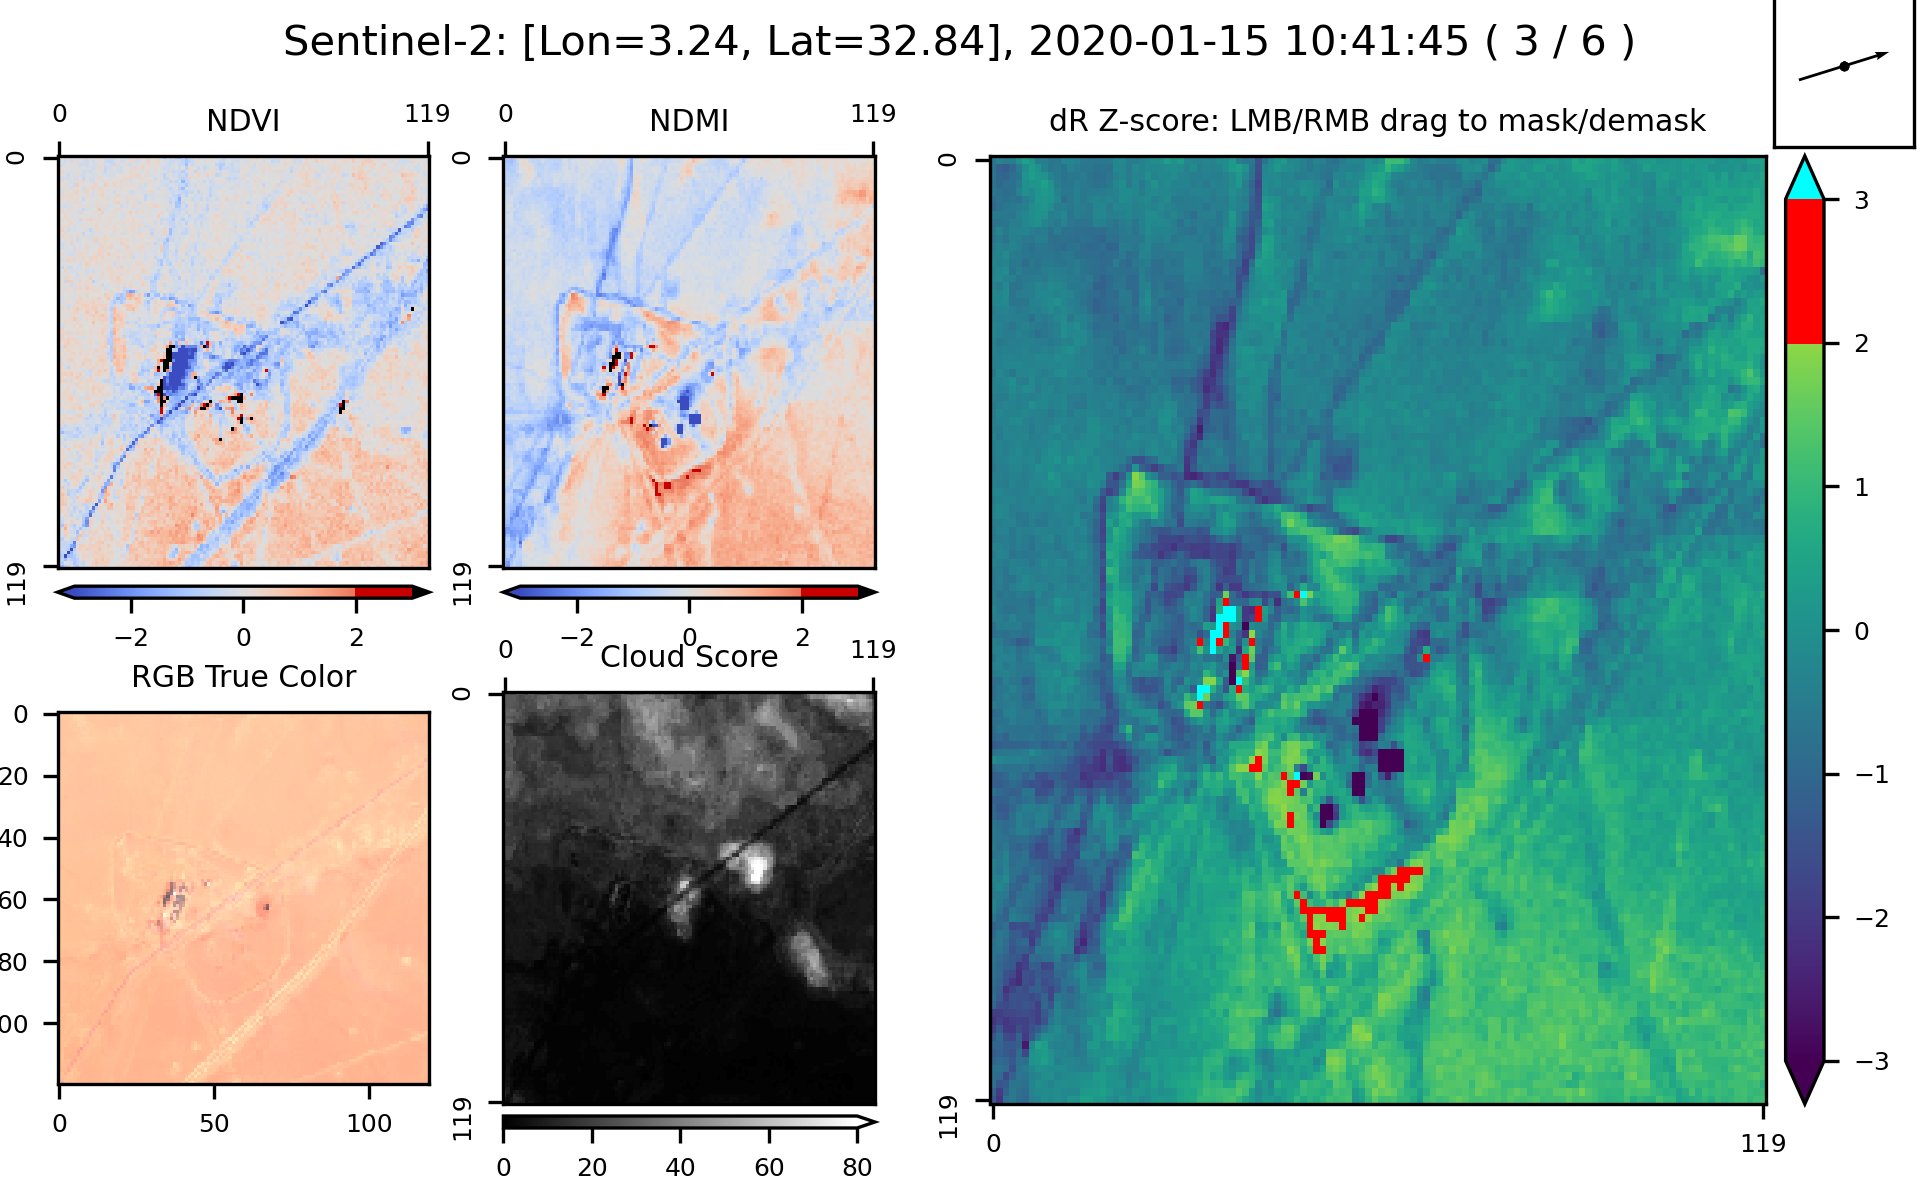 Sentinel-2: [Lon=3.24, Lat=32.84], 2020-01-15 10:41:45 ( 3 / 6 )
0 NDVI 119
0
119
−2 0 2
0 NDMI 119
0
119
−2 0 2
dR Z-score: LMB/RMB drag to mask/demask
0
119
0 119
3
2
1
0
−1
−2
−3
RGB True Color
0
20
40
60
80
00
0 50 100
0 Cloud Score 119
0
119
0 20 40 60 80